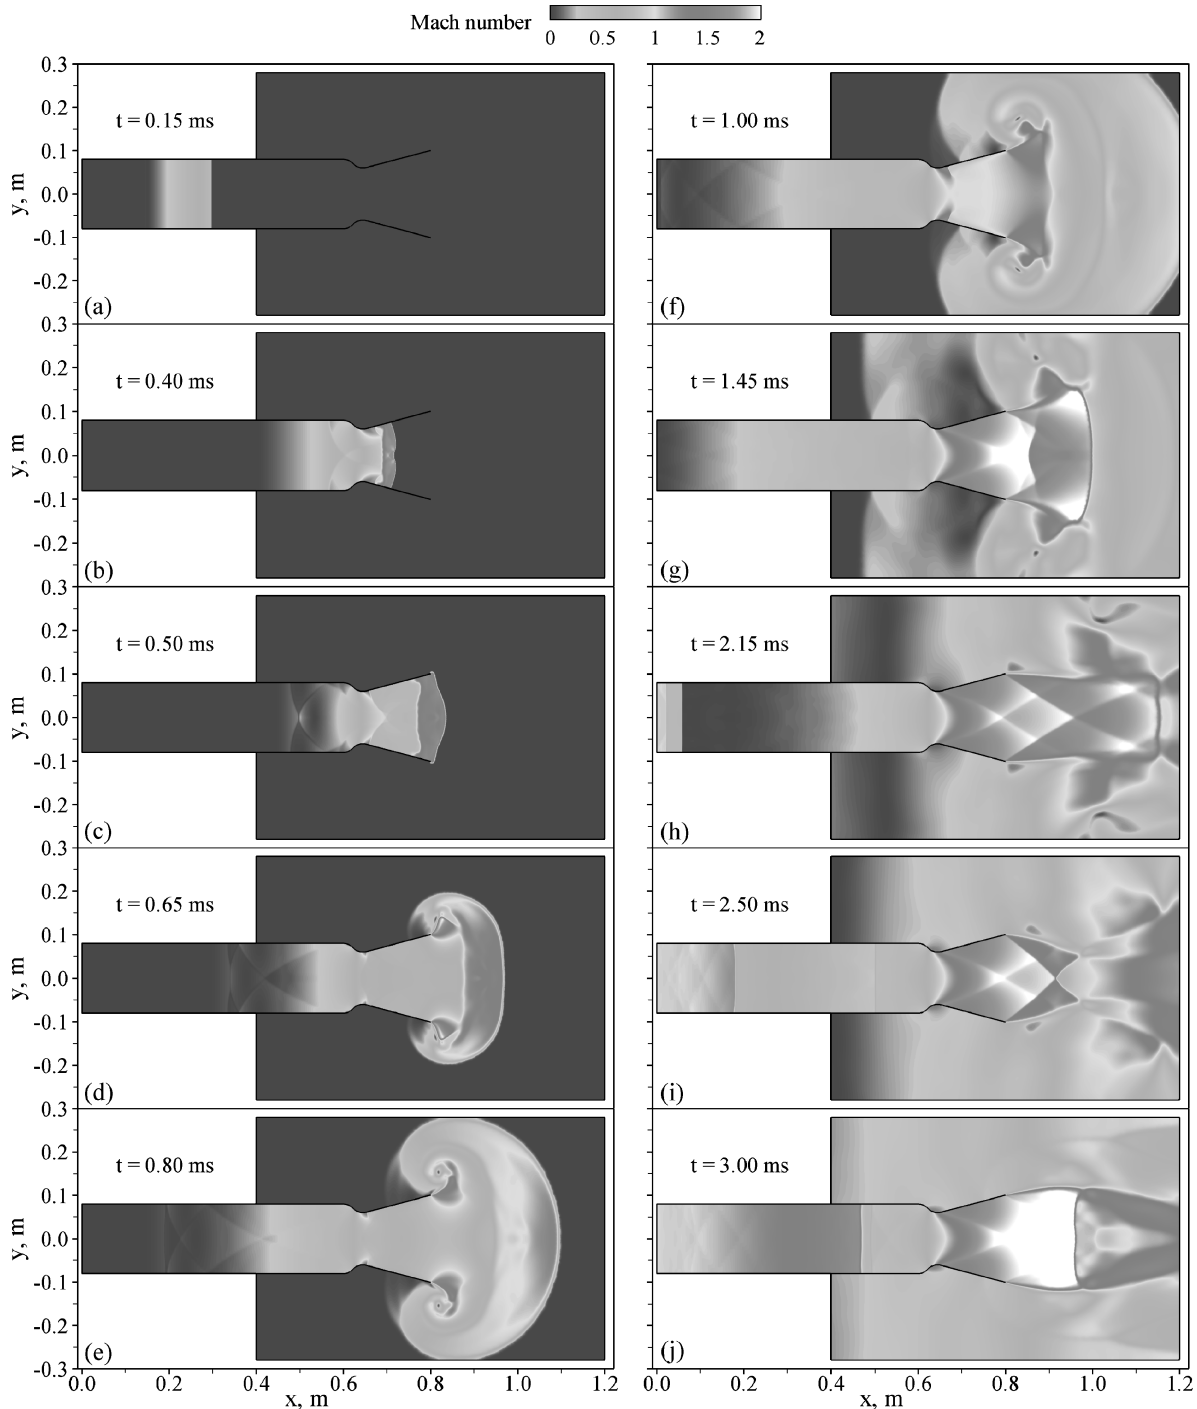 Mach number
0 0.5 1 1.5 2
0.3
0.2
0.1
0.0
-0.1
-0.2
y, m
t = 0.15 ms
(a)
t = 1.00 ms
(f)
0.3
0.2
0.1
0.0
-0.1
-0.2
y, m
t = 0.40 ms
(b)
t = 1.45 ms
(g)
0.3
0.2
0.1
0.0
-0.1
-0.2
y, m
t = 0.50 ms
(c)
t = 2.15 ms
(h)
0.3
0.2
0.1
0.0
-0.1
-0.2
y, m
t = 0.65 ms
(d)
t = 2.50 ms
(i)
0.3
0.2
0.1
0.0
-0.1
-0.2
-0.3
y, m
t = 0.80 ms
(e)
t = 3.00 ms
(j)
0.0 0.2 0.4 0.6 0.8 1.0 1.2
x, m
0.0 0.2 0.4 0.6 0.8 1.0 1.2
x, m